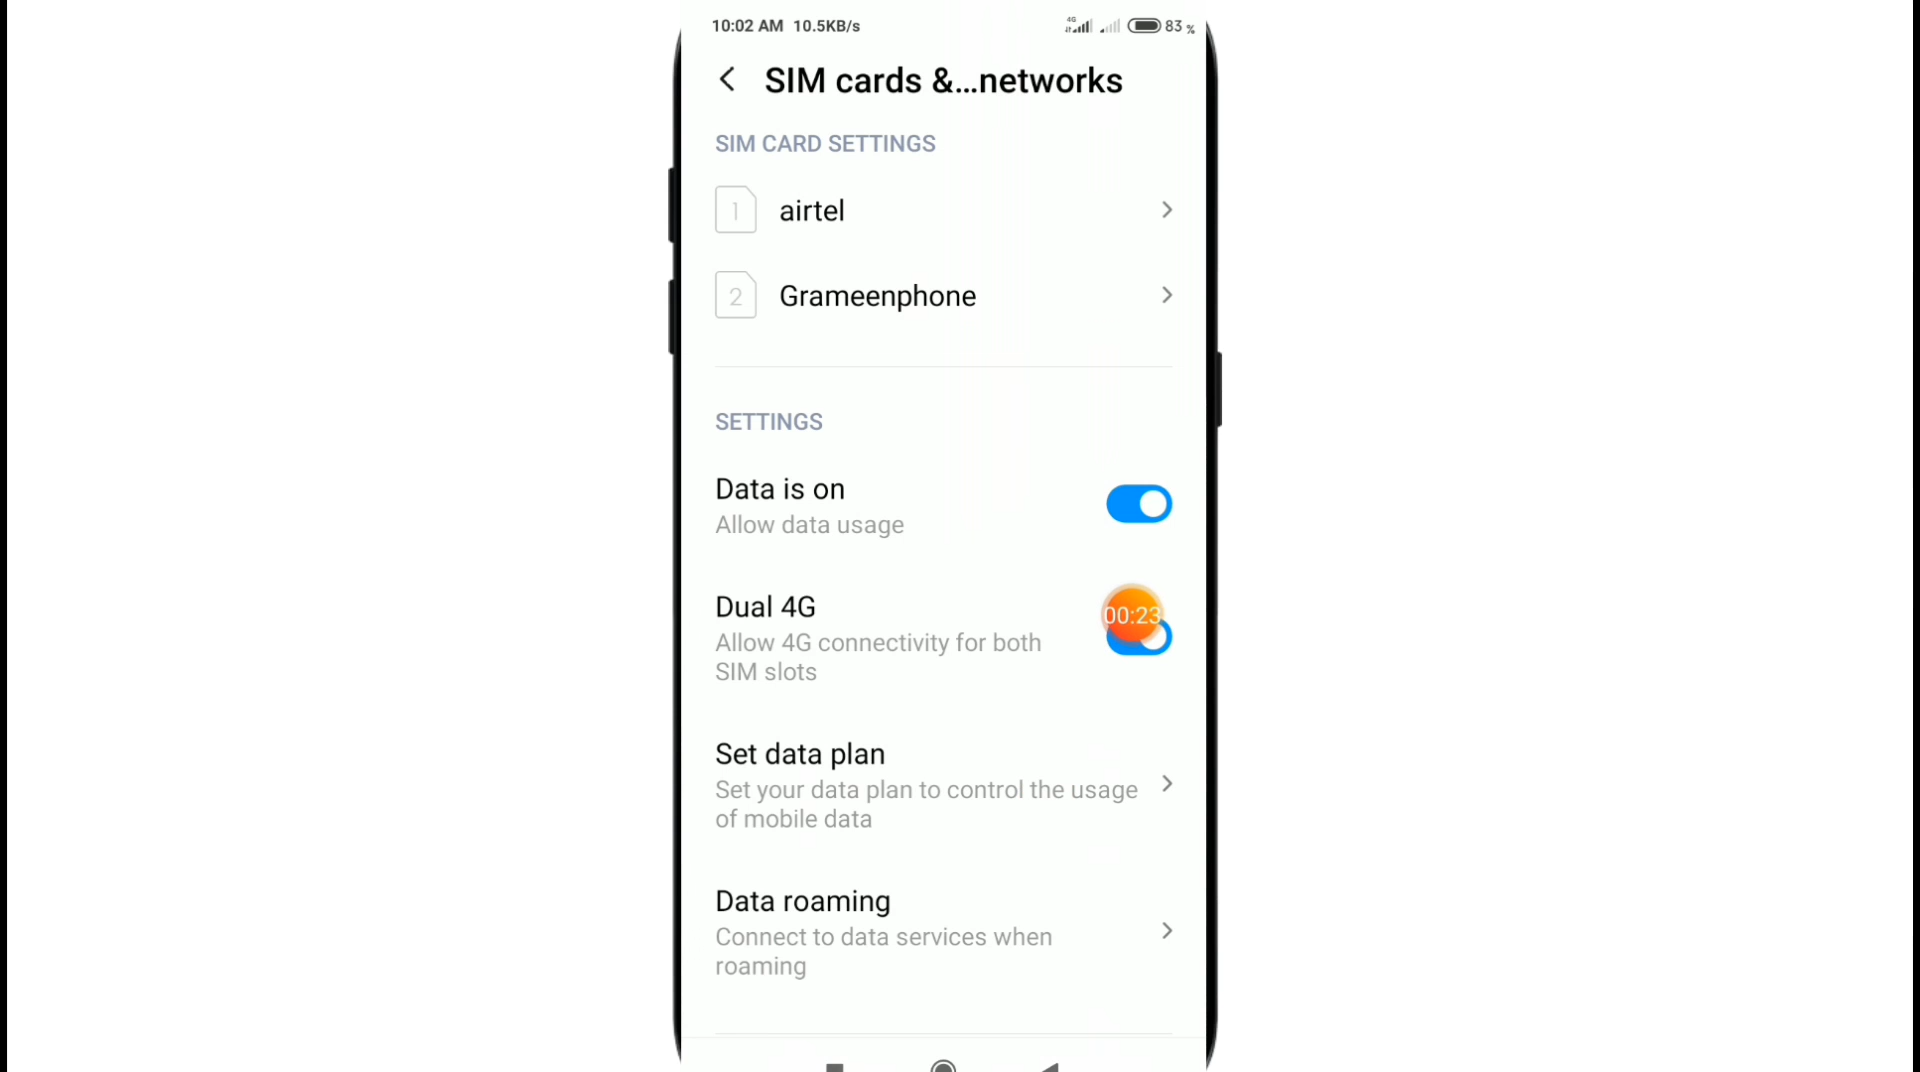 10:02 AM 10.5KB/s 4G 83 %
SIM cards &...networks
SIM CARD SETTINGS
1 airtel
2 Grameenphone
SETTINGS
Data is on
Allow data usage
Dual 4G
00:23
Allow 4G connectivity for both
SIM slots
Set data plan
Set your data plan to control the usage
of mobile data
Data roaming
Connect to data services when
roaming